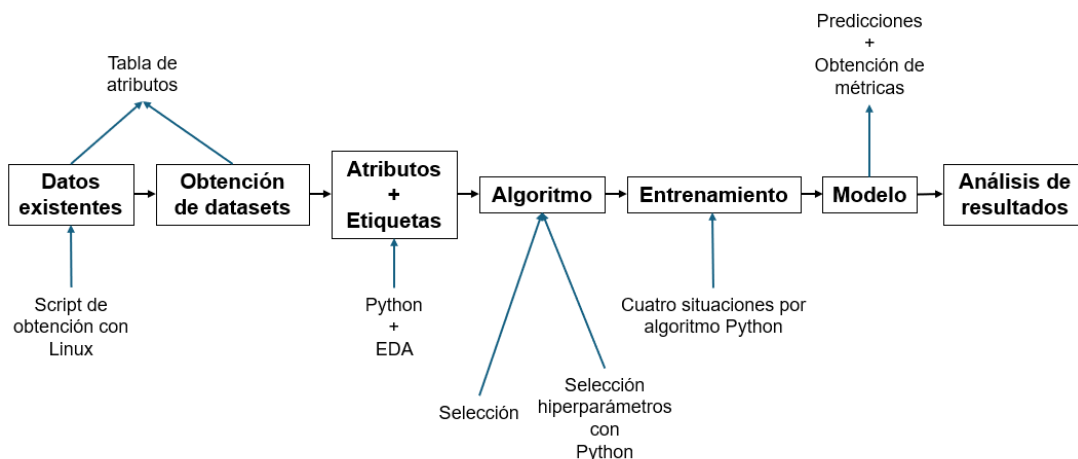 Predicciones
+
Obtención de
métricas
Tabla de
atributos
Datos
existentes
Obtención
de datasets
Atributos
+
Etiquetas
Algoritmo
Entrenamiento
Modelo
Análisis de
resultados
Script de
obtención con
Linux
Python
+
EDA
Cuatro situaciones por
algoritmo Python
Selección
Selección
hiperparámetros
con
Python